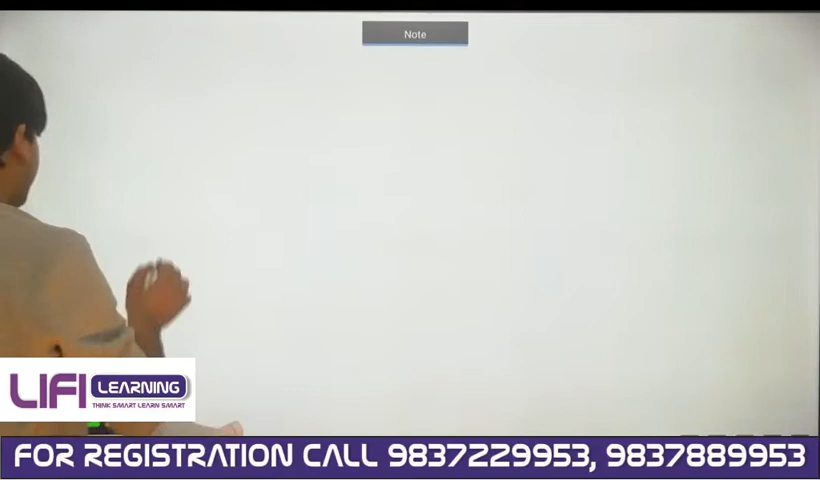 Note
LIFI LEARNING
THINK SMART LEARN SMART
FOR REGISTRATION CALL 9837229953, 9837889953